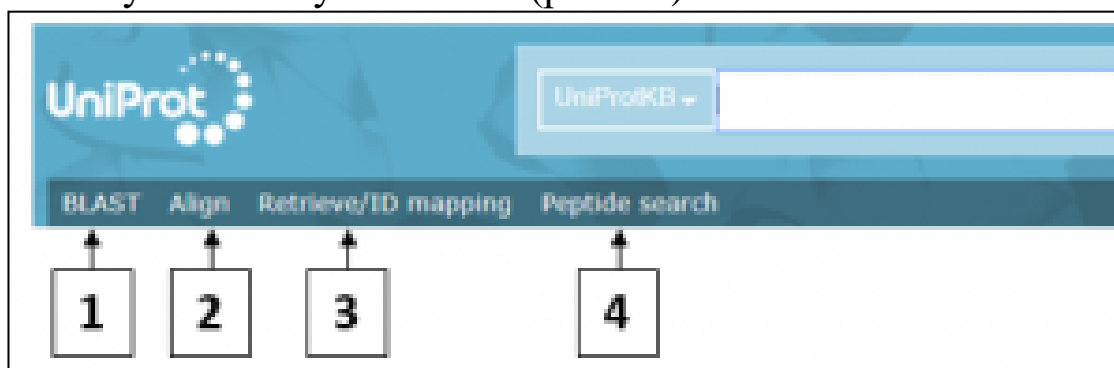 UniProt
UniProtKB
BLAST Align Retrieve/ID mapping Peptide search
1 2 3 4